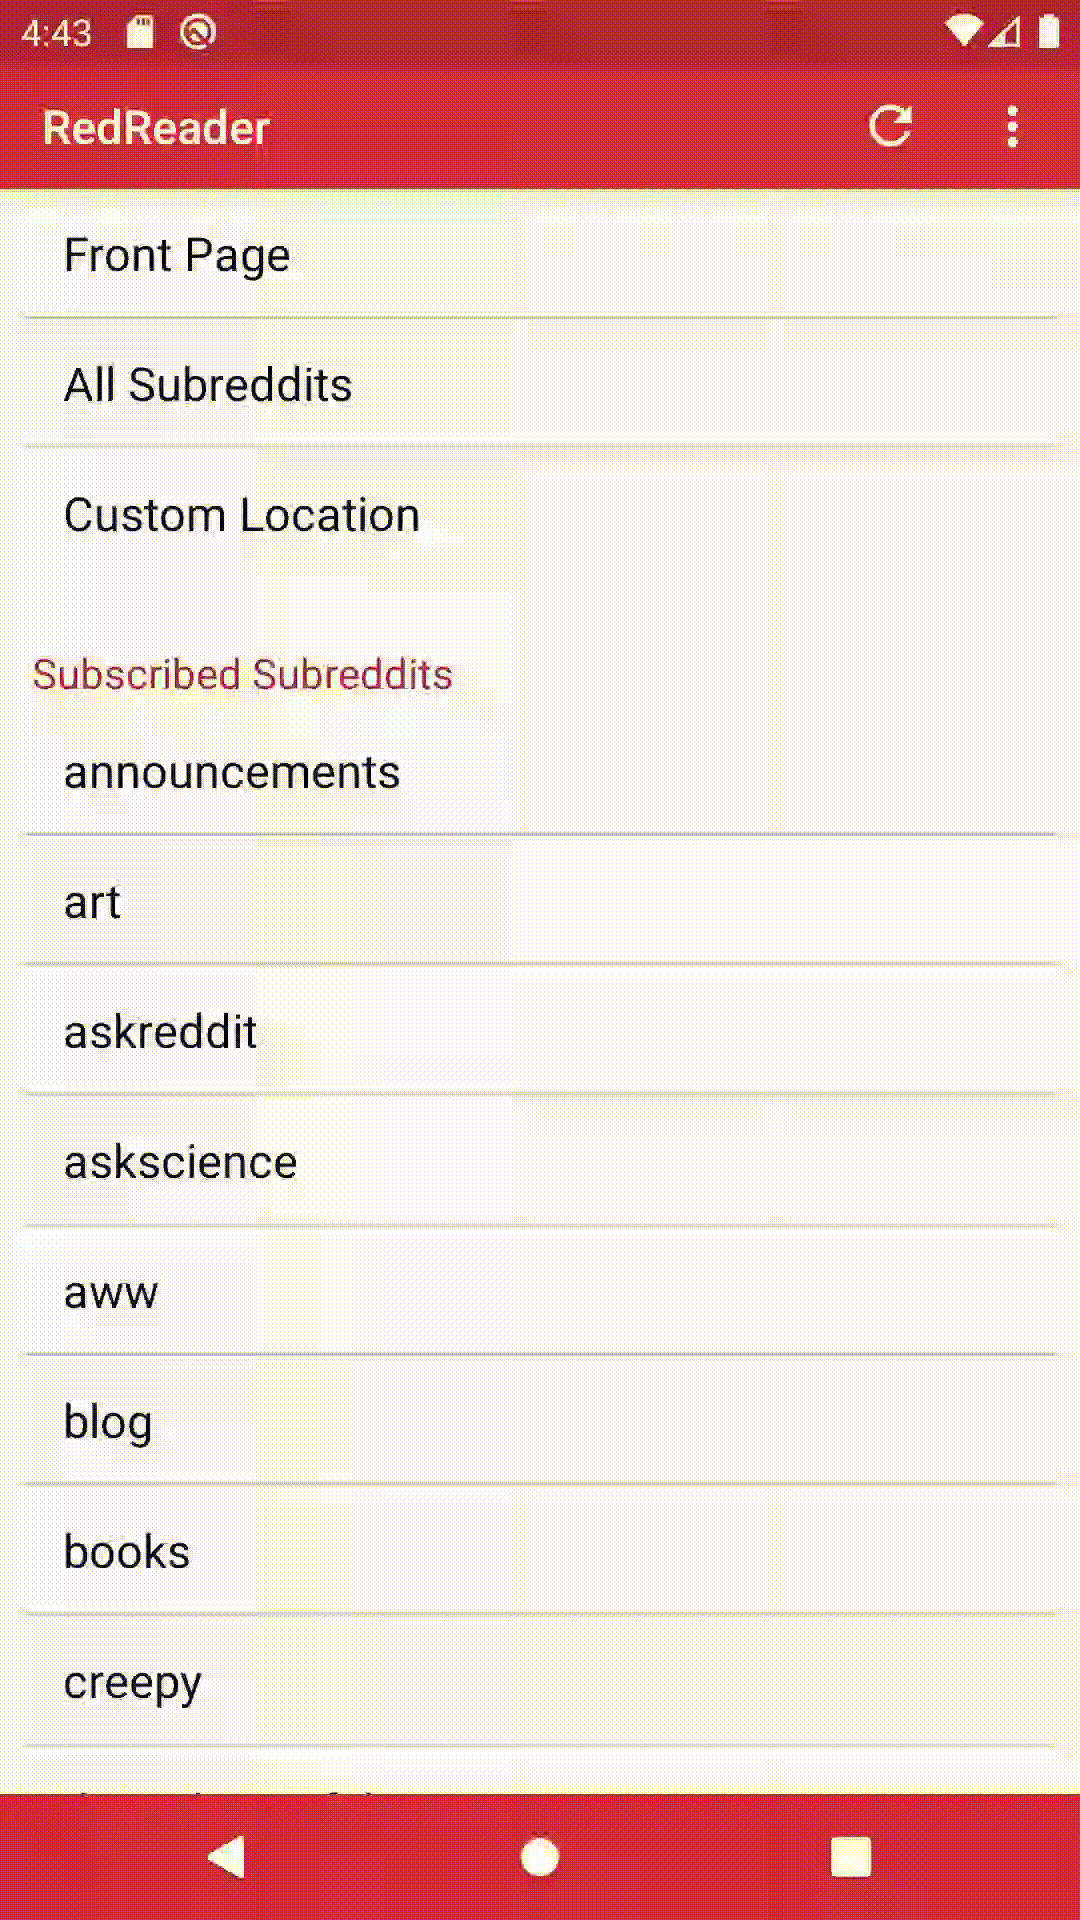 4:43
RedReader
Front Page
All Subreddits
Custom Location
Subscribed Subreddits
announcements
art
askreddit
askscience
aww
blog
books
creepy